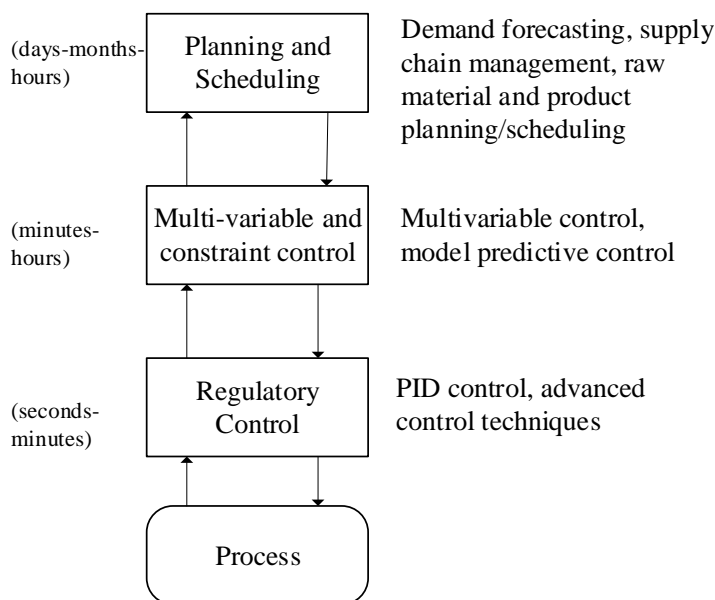 (days-months-
hours)
Planning and
Scheduling
Demand forecasting, supply
chain management, raw
material and product
planning/scheduling
(minutes-
hours)
Multi-variable and
constraint control
Multivariable control,
model predictive control
(seconds-
minutes)
Regulatory
Control
PID control, advanced
control techniques
Process